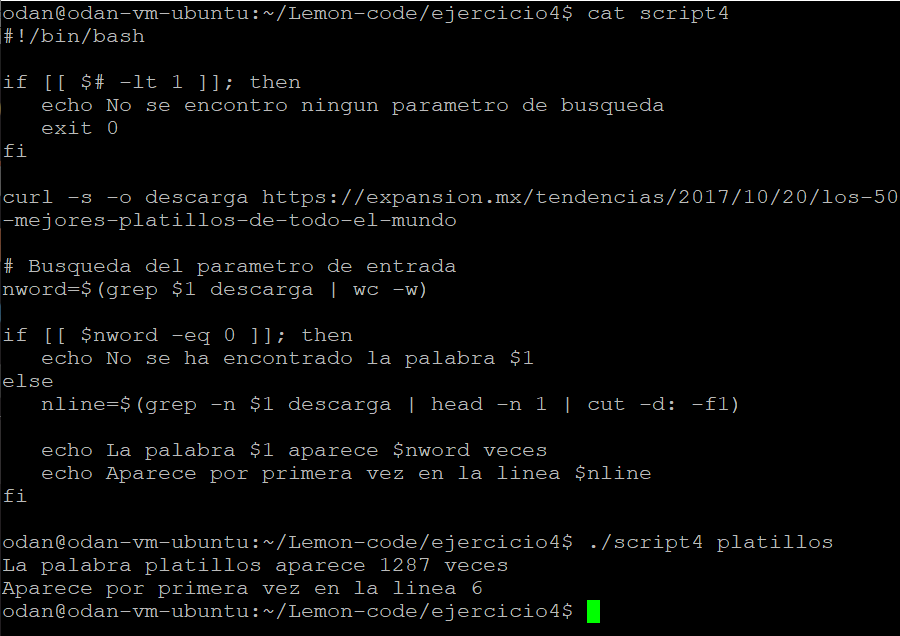 odan@odan-vm-ubuntu:~/Lemon-code/ejercicio4$ cat script4
#!/bin/bash
if [[ $# -lt 1 ]]; then
   echo No se encontro ningun parametro de busqueda
   exit 0
fi
curl -s -o descarga https://expansion.mx/tendencias/2017/10/20/los-50
-mejores-platillos-de-todo-el-mundo
# Busqueda del parametro de entrada
nword=$(grep $1 descarga | wc -w)
if [[ $nword -eq 0 ]]; then
   echo No se ha encontrado la palabra $1
else
   nline=$(grep -n $1 descarga | head -n 1 | cut -d: -f1)
   echo La palabra $1 aparece $nword veces
   echo Aparece por primera vez en la linea $nline
fi
odan@odan-vm-ubuntu:~/Lemon-code/ejercicio4$ ./script4 platillos
La palabra platillos aparece 1287 veces
Aparece por primera vez en la linea 6
odan@odan-vm-ubuntu:~/Lemon-code/ejercicio4$